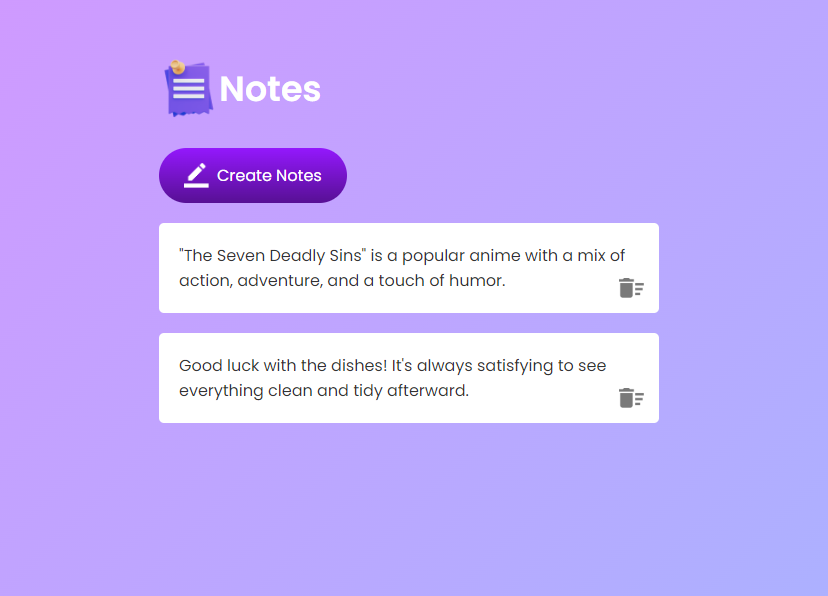 Notes
Create Notes
"The Seven Deadly Sins" is a popular anime with a mix of
action, adventure, and a touch of humor.
Good luck with the dishes! It's always satisfying to see
everything clean and tidy afterward.